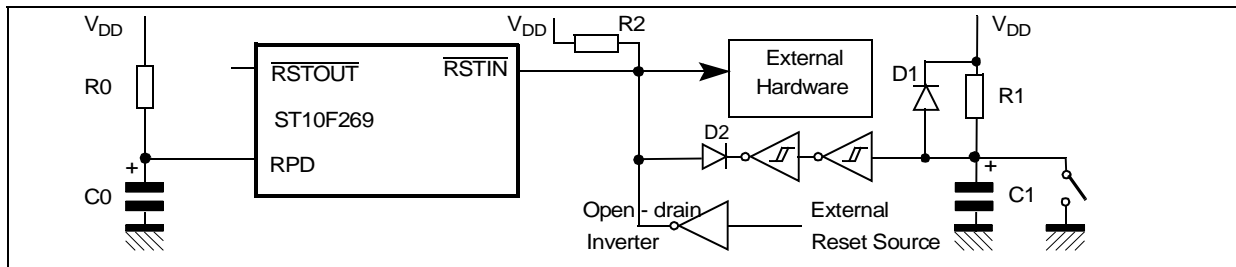 VDD
R0
+
C0
RSTOUT
RSTIN
ST10F269
RPD
VDD
R2
External
Hardware
D2
Open - drain
Inverter
External
Reset Source
D1
VDD
R1
+
C1